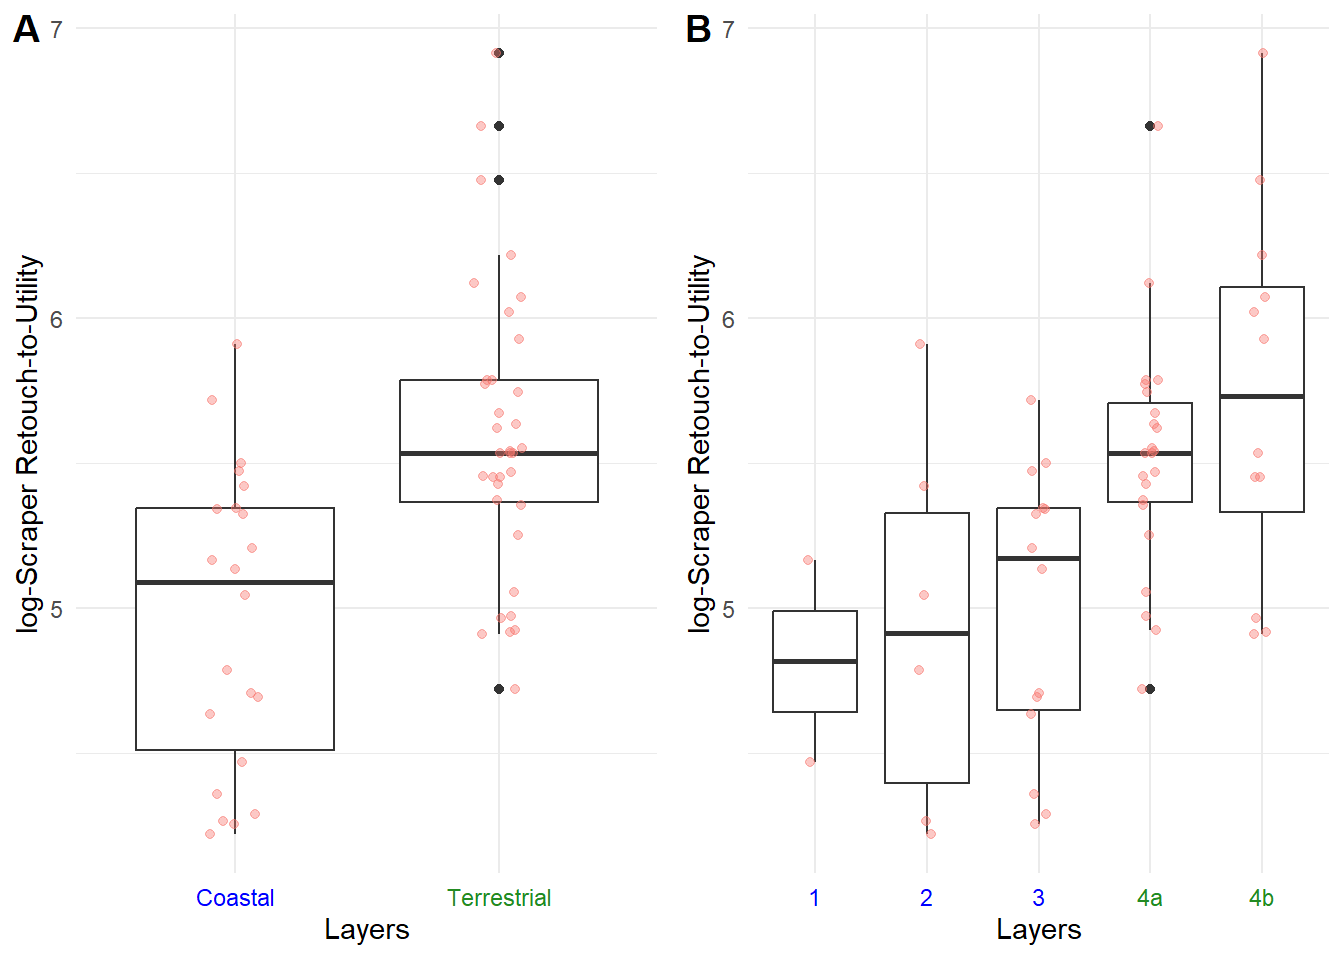 A
7
6
5
log-Scraper Retouch-to-Utility
Coastal
Terrestrial
Layers
B
7
6
5
log-Scraper Retouch-to-Utility
1
2
3
4a
4b
Layers